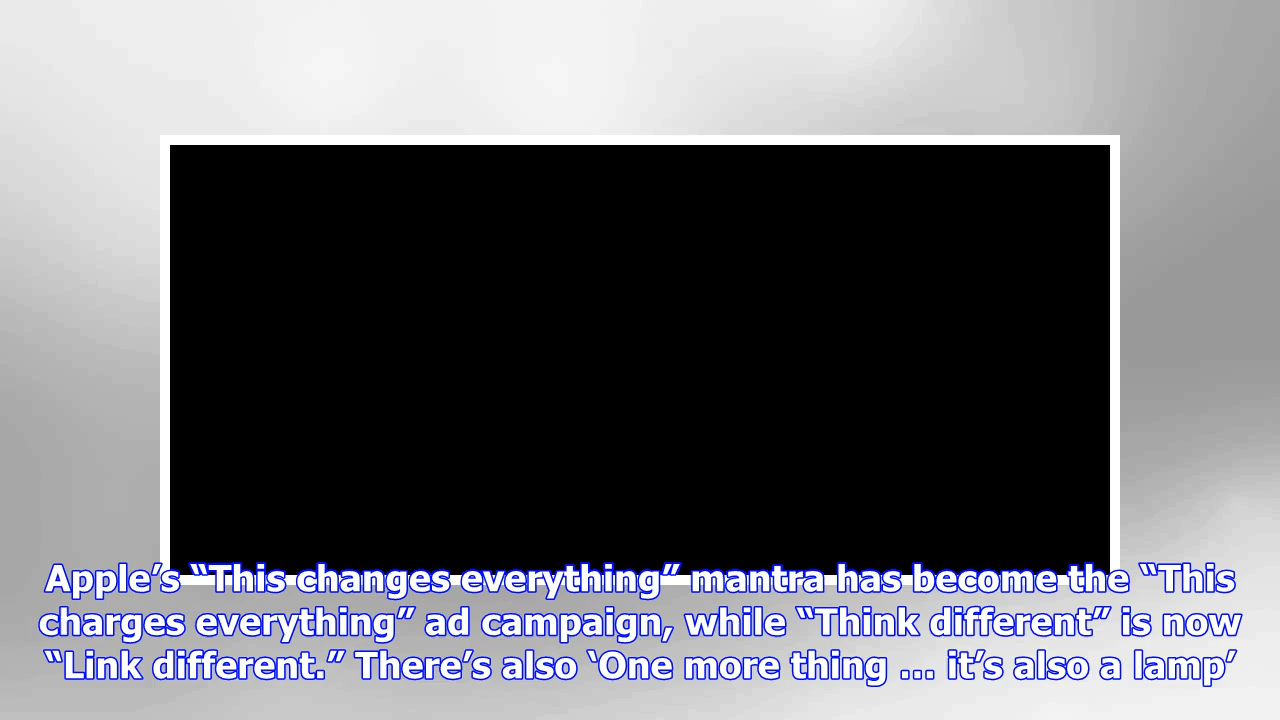 Apple’s “This changes everything” mantra has become the “This
charges everything” ad campaign, while “Think different” is now
“Link different.” There’s also ‘One more thing ... it’s also a lamp’